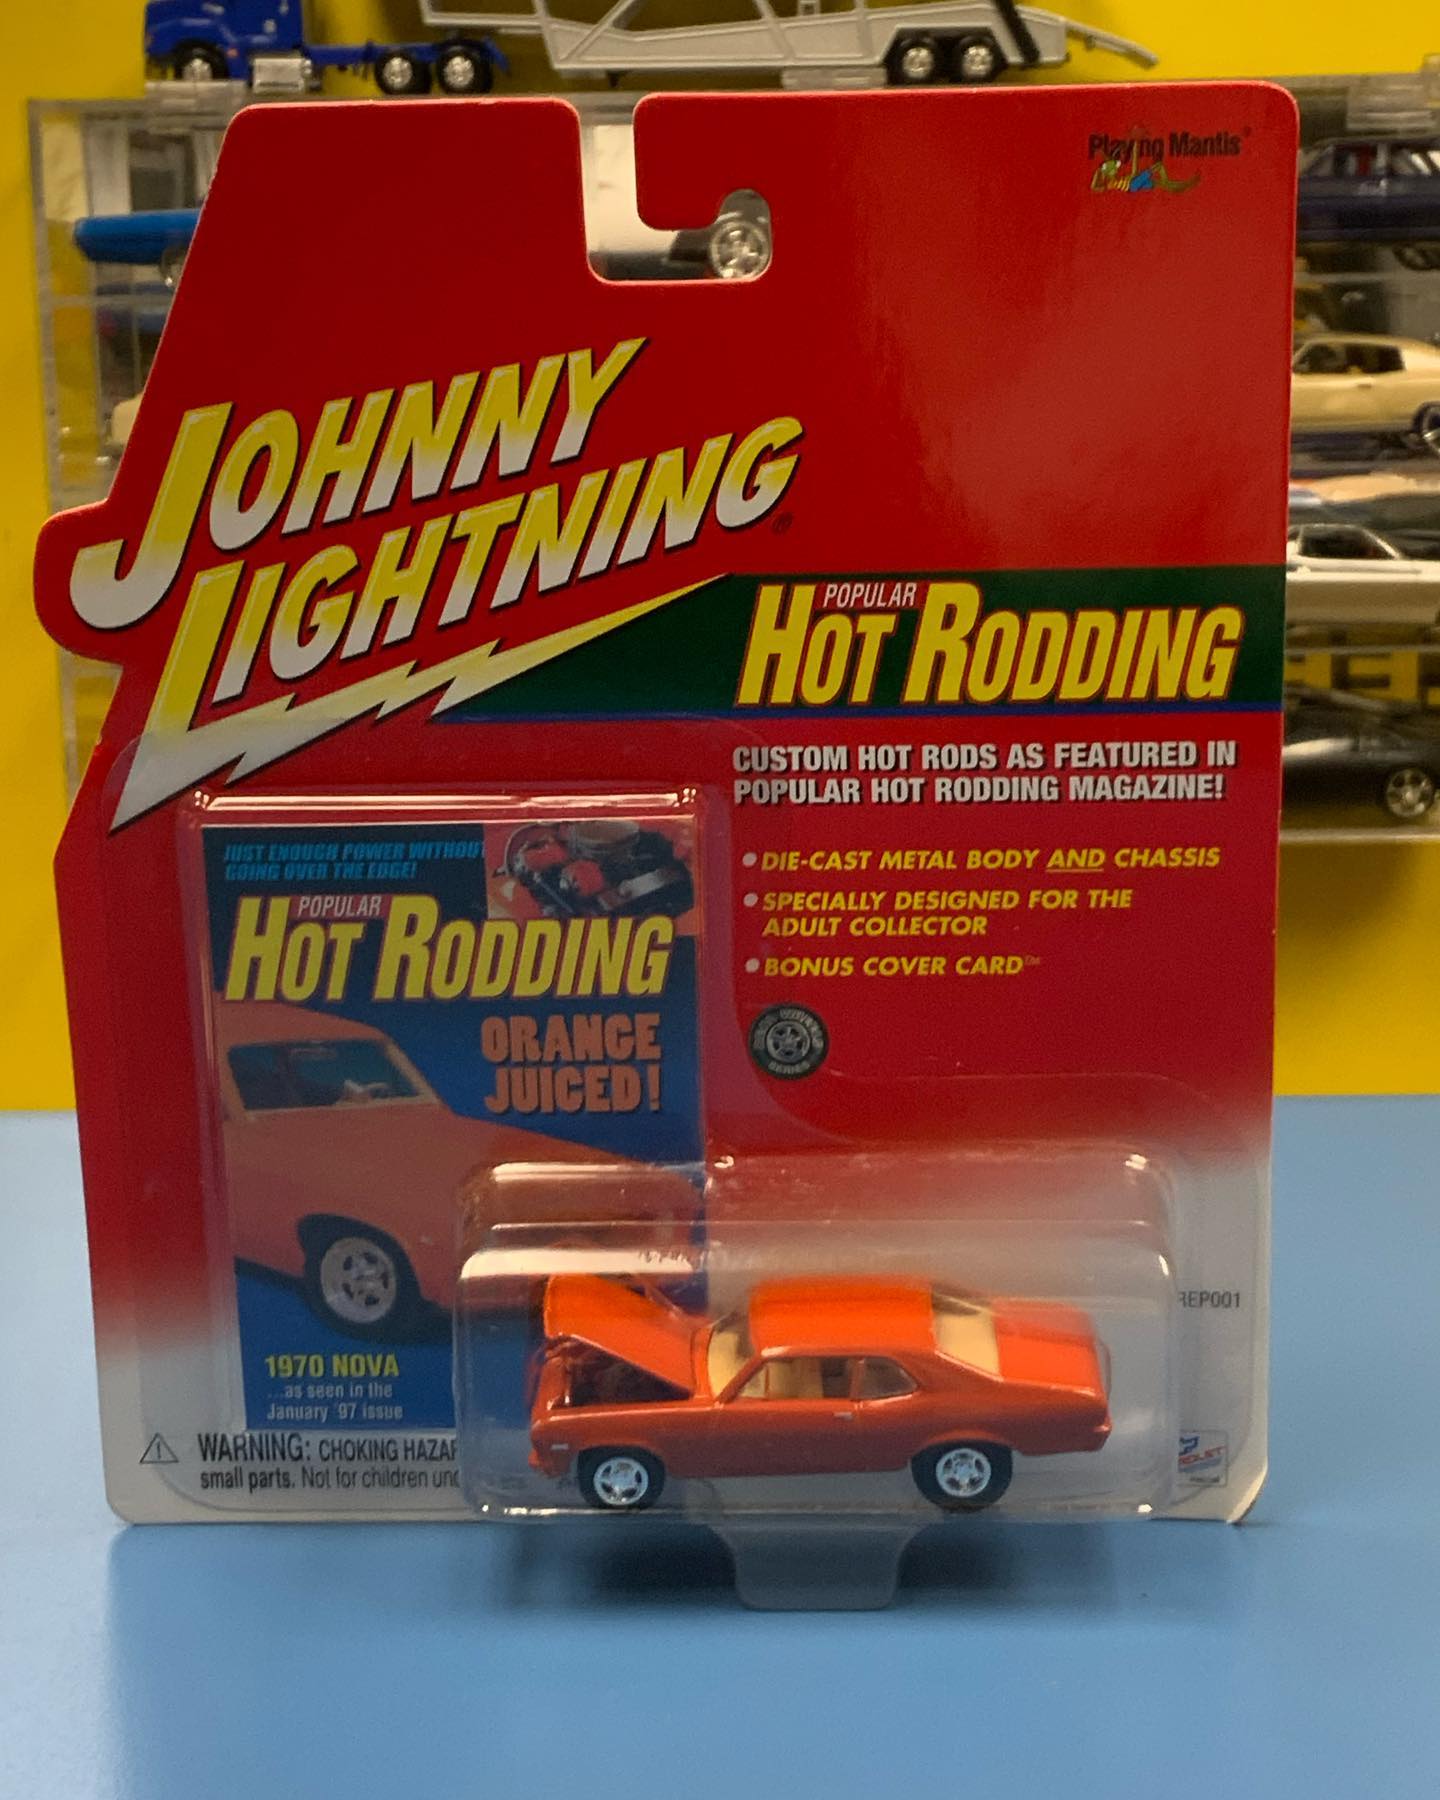 Playing Mantis®
JOHNNY
LIGHTNING®
POPULAR
HOT RODDING
CUSTOM HOT RODS AS FEATURED IN
POPULAR HOT RODDING MAGAZINE!
• DIE-CAST METAL BODY AND CHASSIS
• SPECIALLY DESIGNED FOR THE
ADULT COLLECTOR
• BONUS COVER CARD™
JUST ENOUGH POWER WITHOUT
GOING OVER THE EDGE!
POPULAR
HOT RODDING
ORANGE
JUICED!
1970 NOVA
...as seen in the
January '97 issue
REP001
WARNING: CHOKING HAZAR
small parts. Not for children und